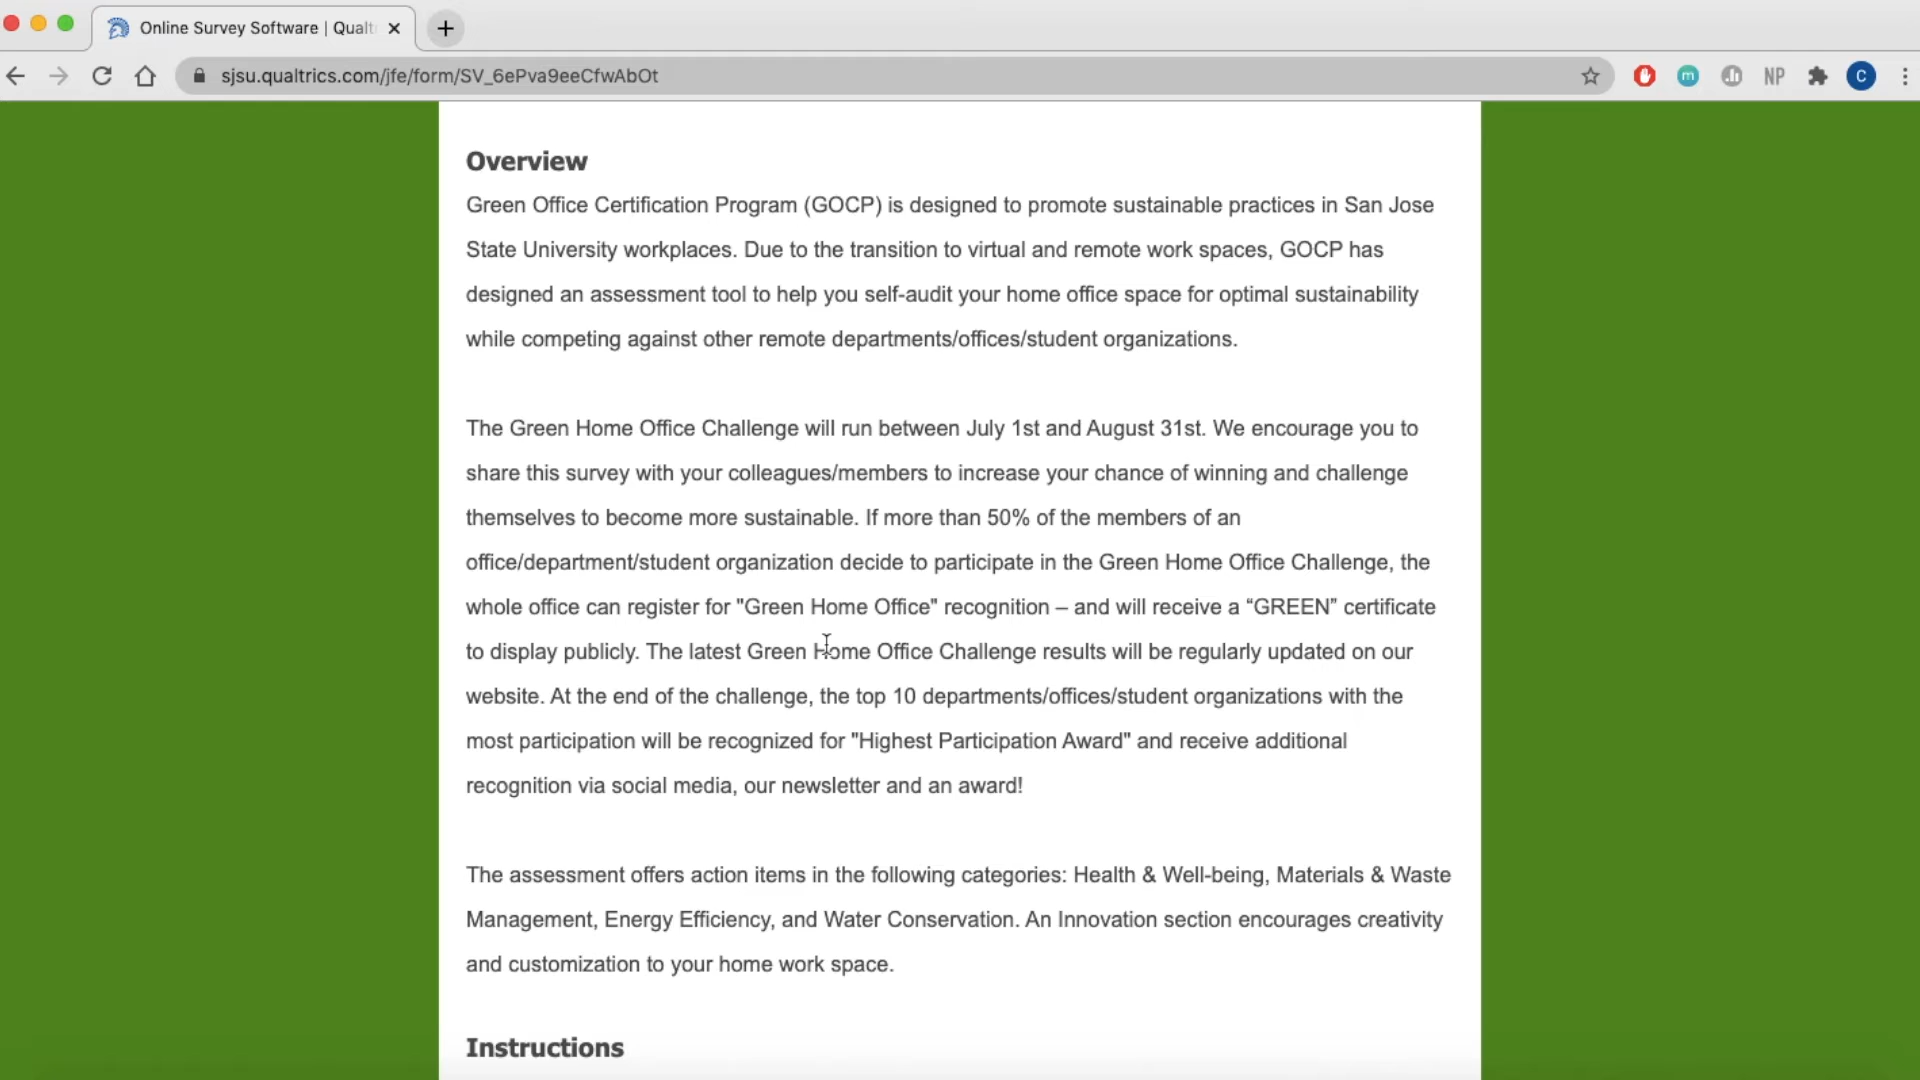 Online Survey Software | Qualt
sjsu.qualtrics.com/jfe/form/SV_6ePva9eeCfwAbOt
m
NP
C
Overview
Green Office Certification Program (GOCP) is designed to promote sustainable practices in San Jose
State University workplaces. Due to the transition to virtual and remote work spaces, GOCP has
designed an assessment tool to help you self-audit your home office space for optimal sustainability
while competing against other remote departments/offices/student organizations.
The Green Home Office Challenge will run between July 1st and August 31st. We encourage you to
share this survey with your colleagues/members to increase your chance of winning and challenge
themselves to become more sustainable. If more than 50% of the members of an
office/department/student organization decide to participate in the Green Home Office Challenge, the
whole office can register for "Green Home Office" recognition – and will receive a “GREEN” certificate
to display publicly. The latest Green Home Office Challenge results will be regularly updated on our
website. At the end of the challenge, the top 10 departments/offices/student organizations with the
most participation will be recognized for "Highest Participation Award" and receive additional
recognition via social media, our newsletter and an award!
The assessment offers action items in the following categories: Health & Well-being, Materials & Waste
Management, Energy Efficiency, and Water Conservation. An Innovation section encourages creativity
and customization to your home work space.
Instructions